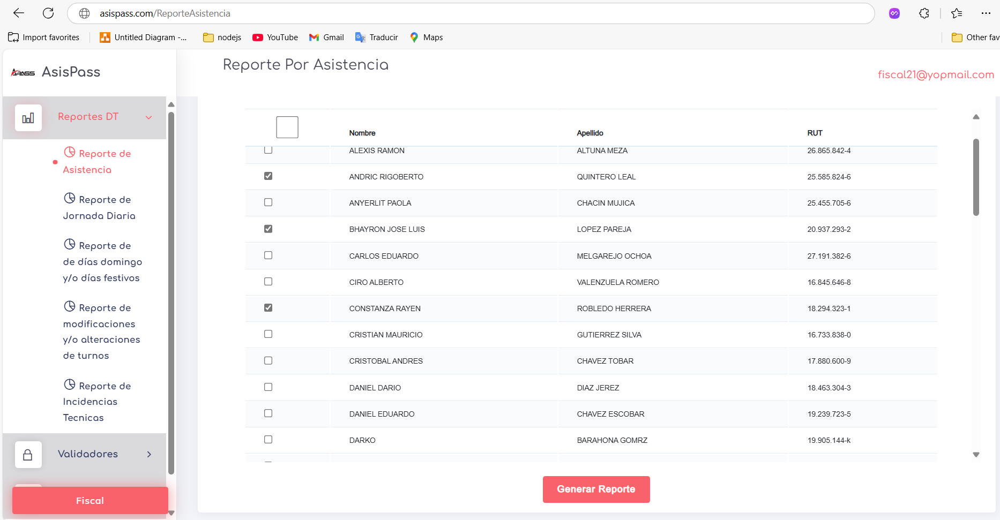 asispass.com/ReporteAsistencia
Import favorites
Untitled Diagram -...
nodejs
YouTube
Gmail
Traducir
Maps
Other fav
APASS AsisPass
Reporte Por Asistencia
fiscal21@yopmail.com
Reportes DT
Reporte de
Asistencia
Reporte de
Jornada Diaria
Reporte de
de días domingo
y/o días festivos
Reporte de
modificaciones
y/o alteraciones
de turnos
Reporte de
Incidencias
Tecnicas
Validadores
Fiscal
Nombre Apellido RUT
ALEXIS RAMON ALTUNA MEZA 26.865.842-4
ANDRIC RIGOBERTO QUINTERO LEAL 25.585.824-6
ANYERLIT PAOLA CHACIN MUJICA 25.455.705-6
BHAYRON JOSE LUIS LOPEZ PAREJA 20.937.293-2
CARLOS EDUARDO MELGAREJO OCHOA 27.191.382-6
CIRO ALBERTO VALENZUELA ROMERO 16.845.646-8
CONSTANZA RAYEN ROBLEDO HERRERA 18.294.323-1
CRISTIAN MAURICIO GUTIERREZ SILVA 16.733.838-0
CRISTOBAL ANDRES CHAVEZ TOBAR 17.880.600-9
DANIEL DARIO DIAZ JEREZ 18.463.304-3
DANIEL EDUARDO CHAVEZ ESCOBAR 19.239.723-5
DARKO BARAHONA GOMRZ 19.905.144-k
Generar Reporte